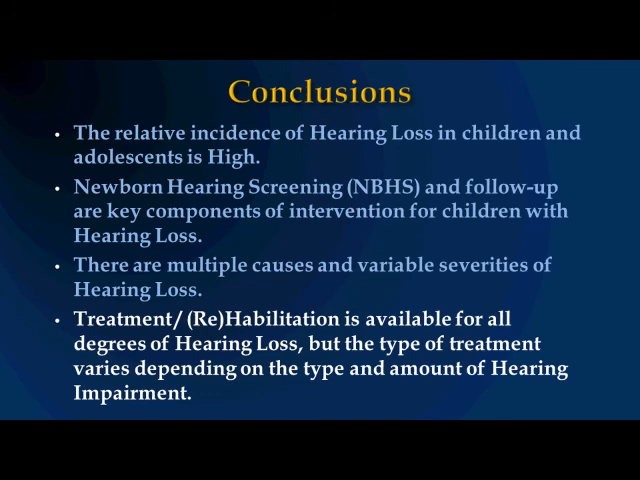 Conclusions
• The relative incidence of Hearing Loss in children and
adolescents is High.
• Newborn Hearing Screening (NBHS) and follow-up
are key components of intervention for children with
Hearing Loss.
• There are multiple causes and variable severities of
Hearing Loss.
• Treatment/ (Re)Habilitation is available for all
degrees of Hearing Loss, but the type of treatment
varies depending on the type and amount of Hearing
Impairment.